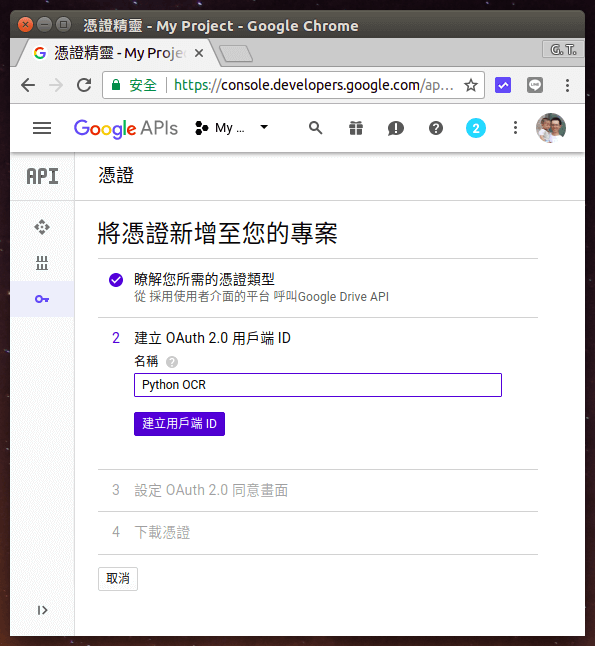 憑證精靈 - My Project - Google Chrome
憑證精靈 - My Proje
G. T.
安全 https://console.developers.google.com/ap...
Google APIs My ... 2
API 憑證
將憑證新增至您的專案
瞭解您所需的憑證類型
從 採用使用者介面的平台 呼叫Google Drive API
2 建立 OAuth 2.0 用戶端 ID
名稱 ?
Python OCR
建立用戶端 ID
3 設定 OAuth 2.0 同意畫面
4 下載憑證
取消